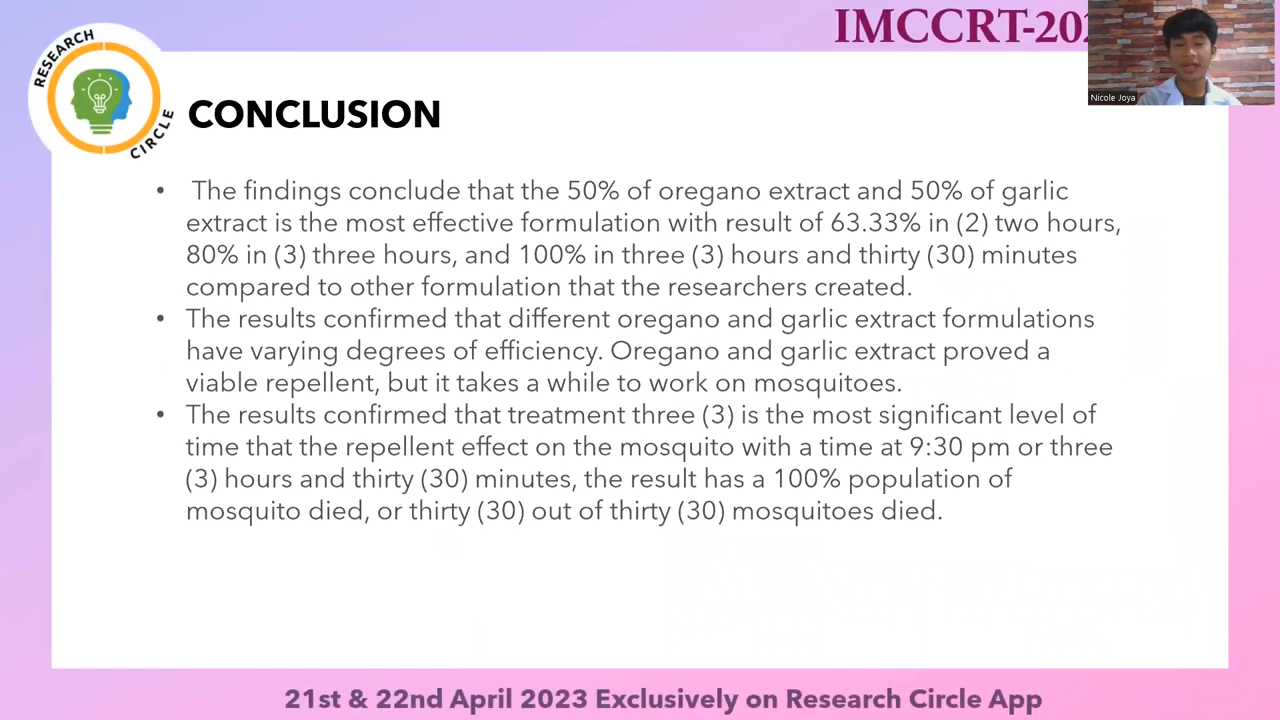 IMCCRT-202
RESEARCH
CIRCLE
Nicole Joya
CONCLUSION
• The findings conclude that the 50% of oregano extract and 50% of garlic
extract is the most effective formulation with result of 63.33% in (2) two hours,
80% in (3) three hours, and 100% in three (3) hours and thirty (30) minutes
compared to other formulation that the researchers created.
• The results confirmed that different oregano and garlic extract formulations
have varying degrees of efficiency. Oregano and garlic extract proved a
viable repellent, but it takes a while to work on mosquitoes.
• The results confirmed that treatment three (3) is the most significant level of
time that the repellent effect on the mosquito with a time at 9:30 pm or three
(3) hours and thirty (30) minutes, the result has a 100% population of
mosquito died, or thirty (30) out of thirty (30) mosquitoes died.
21st & 22nd April 2023 Exclusively on Research Circle App